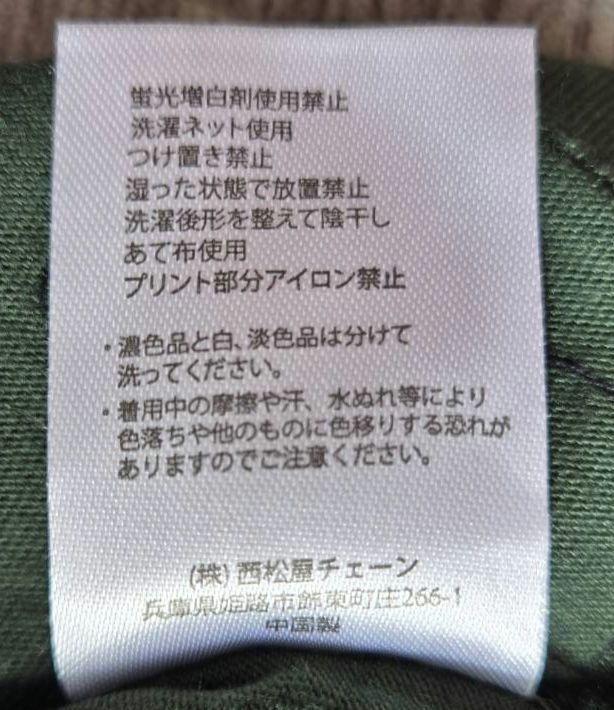 蛍光増白剤使用禁止
洗濯ネット使用
つけ置き禁止
湿った状態で放置禁止
洗濯後形を整えて陰干し
あて布使用
プリント部分アイロン禁止
・濃色品と白、淡色品は分けて
洗ってください。
・着用中の摩擦や汗、水ぬれ等により
色落ちや他のものに色移りする恐れが
ありますのでご注意ください。
(株) 西松屋チェーン
兵庫県姫路市飾東町庄266-1
中国製